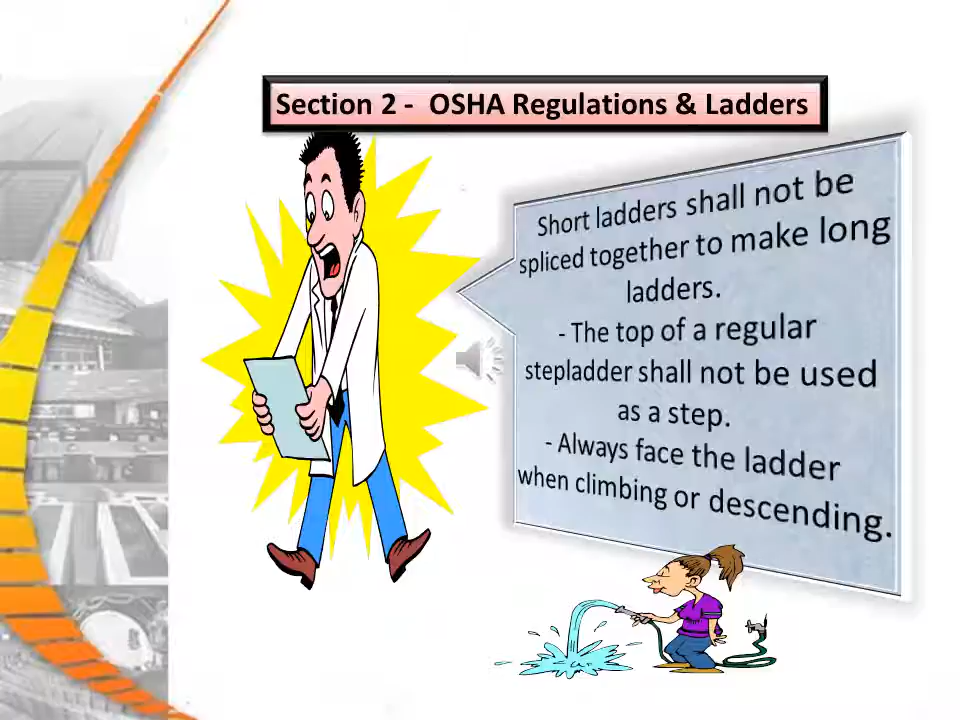 Section 2 - OSHA Regulations & Ladders
Short ladders shall not be
spliced together to make long
ladders.
- The top of a regular
stepladder shall not be used
as a step.
- Always face the ladder
when climbing or descending.